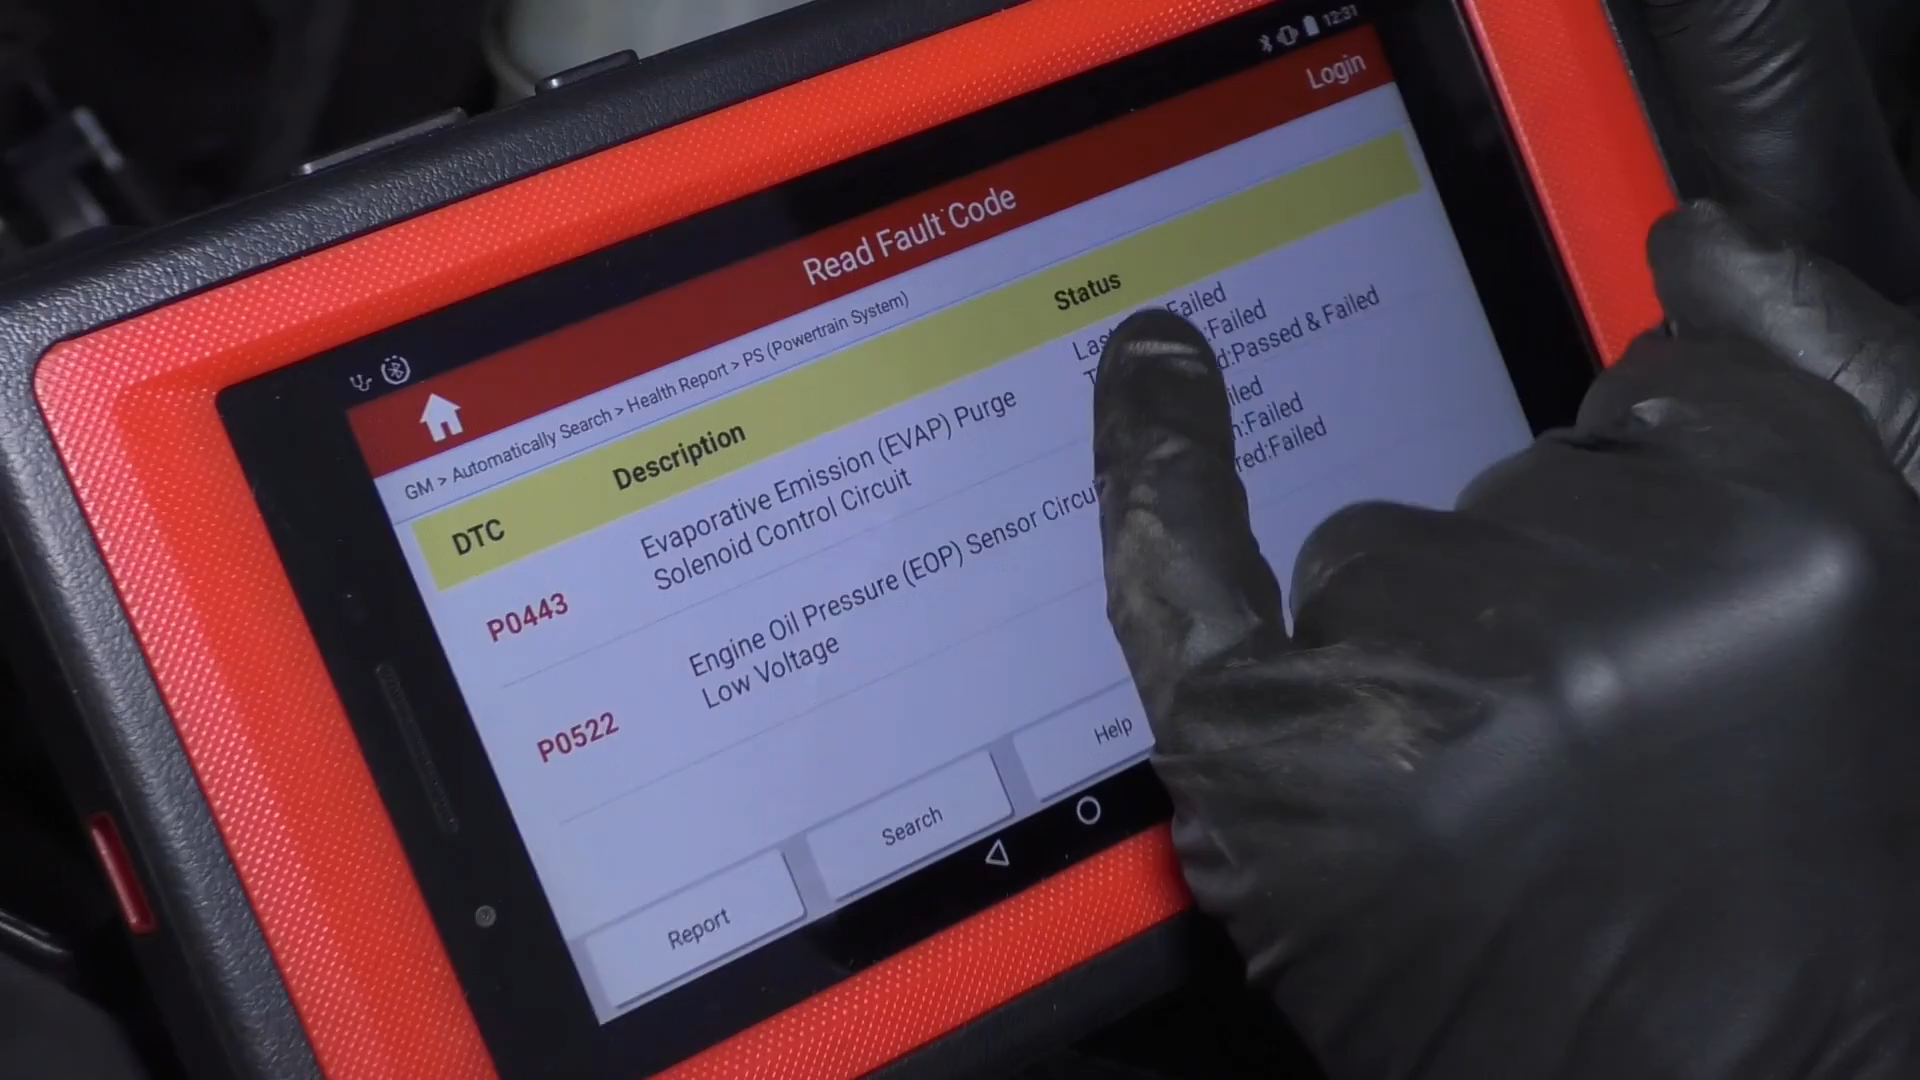 12:31
Login
Read Fault Code
GM > Automatically Search > Health Report > PS (Powertrain System)
DTC Description Status
P0443
Evaporative Emission (EVAP) Purge
Solenoid Control Circuit
Failed
:Failed
:Passed & Failed
P0522
Engine Oil Pressure (EOP) Sensor
Low Voltage
:Failed
:Failed
Report Search Help